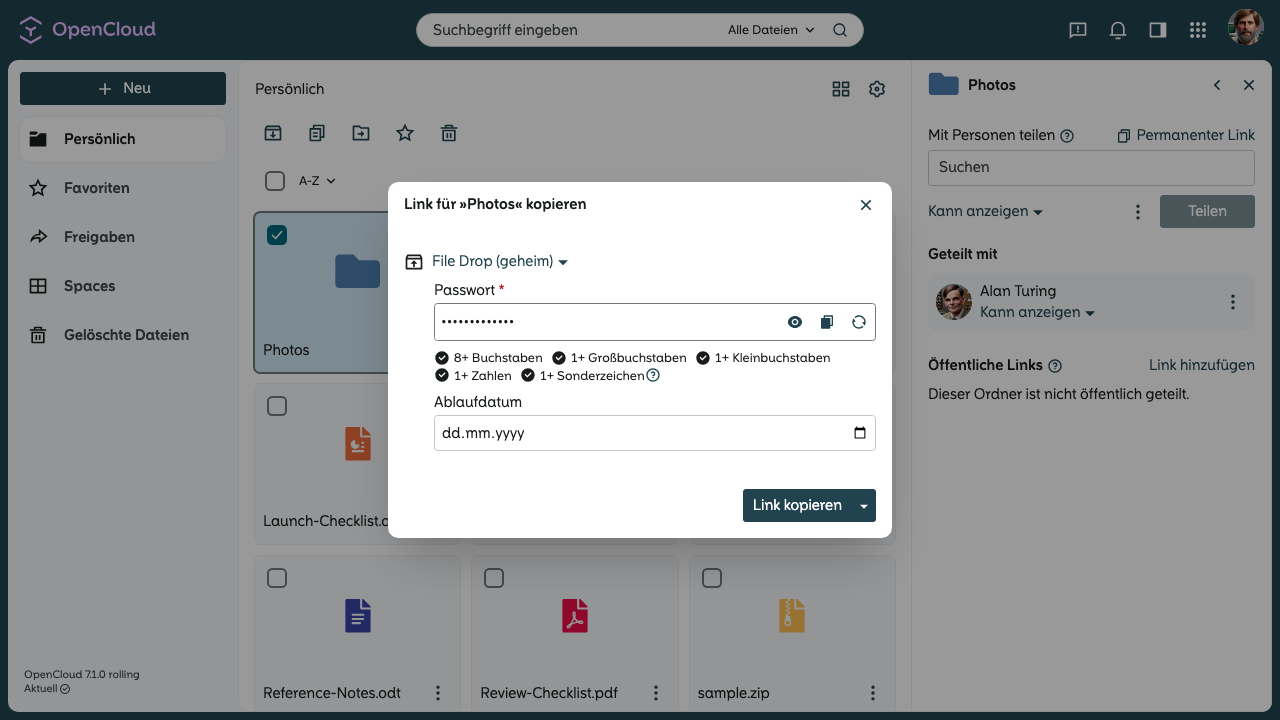 OpenCloud
Suchbegriff eingeben
Alle Dateien
Neu
Persönlich
Favoriten
Freigaben
Spaces
Gelöschte Dateien
OpenCloud 7.1.0 rolling
Aktuell
Persönlich
A-Z
Photos
Launch-Checklist.o
Reference-Notes.odt
Review-Checklist.pdf
sample.zip
Link für »Photos« kopieren
File Drop (geheim)
Passwort *
•••••••••••••
8+ Buchstaben 1+ Großbuchstaben 1+ Kleinbuchstaben
1+ Zahlen 1+ Sonderzeichen
Ablaufdatum
dd.mm.yyyy
Link kopieren
Photos
Mit Personen teilen
Permanenter Link
Suchen
Kann anzeigen
Teilen
Geteilt mit
Alan Turing
Kann anzeigen
Öffentliche Links
Link hinzufügen
Dieser Ordner ist nicht öffentlich geteilt.